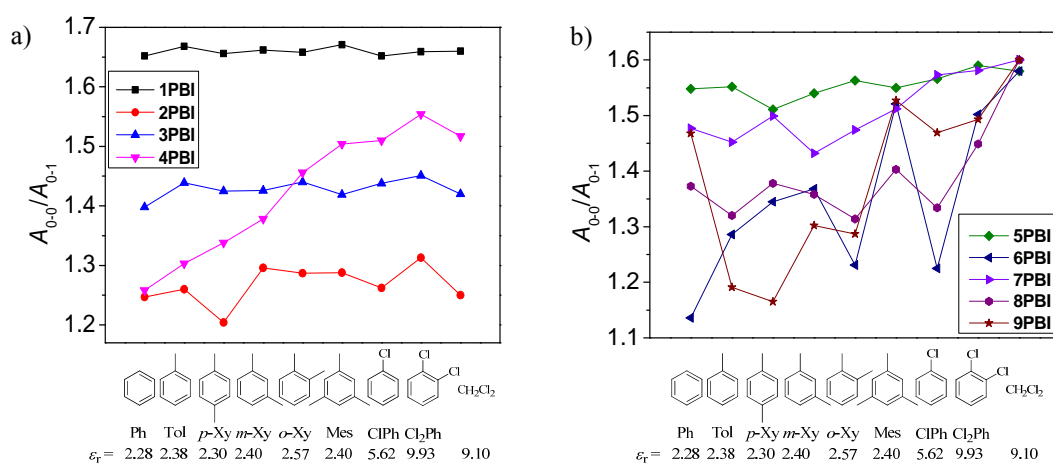 a)
A0-0/A0-1
1.7
1.6
1.5
1.4
1.3
1.2
1PBI
2PBI
3PBI
4PBI
Cl
Cl
Cl
CH2Cl2
Ph Tol p-Xy m-Xy o-Xy Mes ClPh Cl2Ph
εr = 2.28 2.38 2.30 2.40 2.57 2.40 5.62 9.93 9.10
b)
A0-0/A0-1
1.6
1.5
1.4
1.3
1.2
1.1
5PBI
6PBI
7PBI
8PBI
9PBI
Cl
Cl
Cl
CH2Cl2
Ph Tol p-Xy m-Xy o-Xy Mes ClPh Cl2Ph
εr = 2.28 2.38 2.30 2.40 2.57 2.40 5.62 9.93 9.10